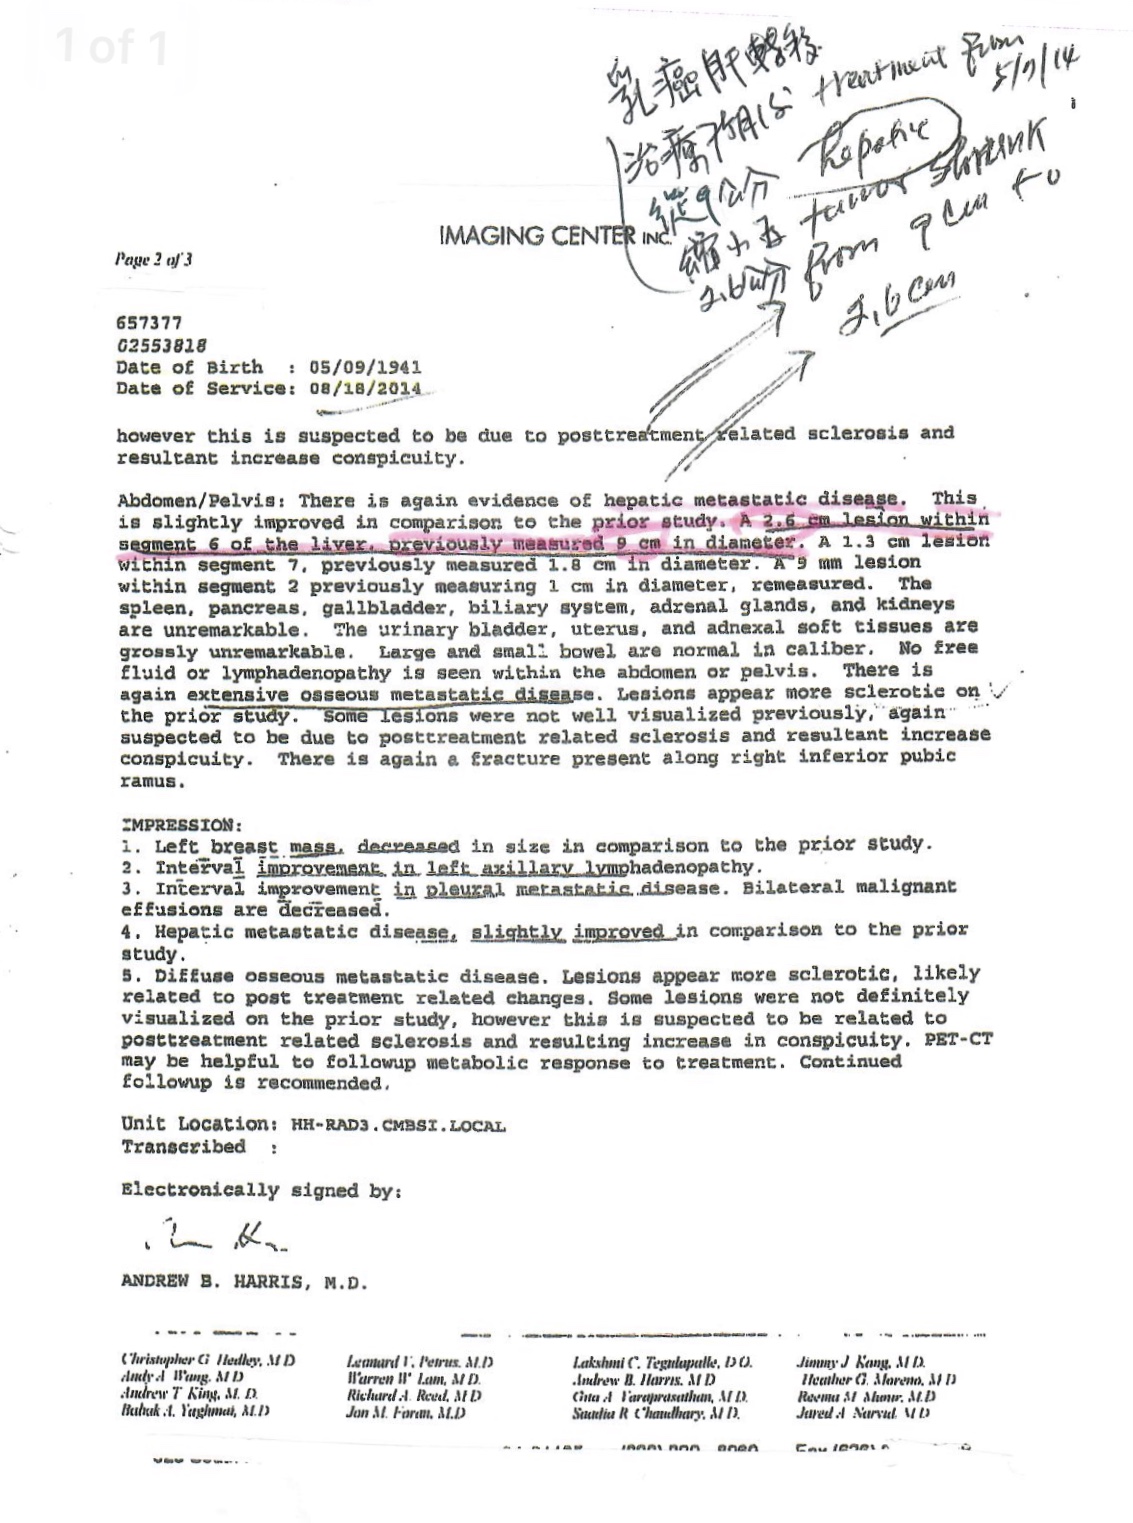 1 of 1
乳癌肝轉移
治療 treatment from
5/7/14
從9公分 hepatic
縮小至 tumor shrink
2.6公分 from 9 cm to
2.6 cm
IMAGING CENTER INC.
Page 2 of 3
657377
02553818
Date of Birth : 05/09/1941
Date of Service: 08/18/2014
however this is suspected to be due to posttreatment related sclerosis and
resultant increase conspicuity.
Abdomen/Pelvis: There is again evidence of hepatic metastatic disease. This
is slightly improved in comparison to the prior study. A 2.6 cm lesion within
segment 6 of the liver, previously measured 9 cm in diameter. A 1.3 cm lesion
within segment 7, previously measured 1.8 cm in diameter. A 9 mm lesion
within segment 2 previously measuring 1 cm in diameter, remeasured. The
spleen, pancreas, gallbladder, biliary system, adrenal glands, and kidneys
are unremarkable. The urinary bladder, uterus, and adnexal soft tissues are
grossly unremarkable. Large and small bowel are normal in caliber. No free
fluid or lymphadenopathy is seen within the abdomen or pelvis. There is
again extensive osseous metastatic disease. Lesions appear more sclerotic on
the prior study. Some lesions were not well visualized previously, again
suspected to be due to posttreatment related sclerosis and resultant increase
conspicuity. There is again a fracture present along right inferior pubic
ramus.
IMPRESSION:
1. Left breast mass, decreased in size in comparison to the prior study.
2. Interval improvement in left axillary lymphadenopathy.
3. Interval improvement in pleural metastatic disease. Bilateral malignant
effusions are decreased.
4. Hepatic metastatic disease, slightly improved in comparison to the prior
study.
5. Diffuse osseous metastatic disease. Lesions appear more sclerotic, likely
related to post treatment related changes. Some lesions were not definitely
visualized on the prior study, however this is suspected to be related to
posttreatment related sclerosis and resulting increase in conspicuity. PET-CT
may be helpful to followup metabolic response to treatment. Continued
followup is recommended.
Unit Location: HH-RAD3.CMBSI.LOCAL
Transcribed :
Electronically signed by:
ANDREW B. HARRIS, M.D.
Christopher G Hedley, M D Leonard V. Petrus, M.D Lakshmi C. Tegulapalle, D O. Jimmy J Kang, M D.
Andy A Wang, M D Warren W Lam, M D. Andrew B. Harris, M D Heather G. Moreno, M D
Andrew T King, M. D. Richard A. Reed, M D Gita A Varaprasathan, M D. Reema M Munir, M.D
Babak A. Yaghmai, M.D Jon M. Foran, M.D Saadia R Chaudhary, M D. Jared A Narvid, M D